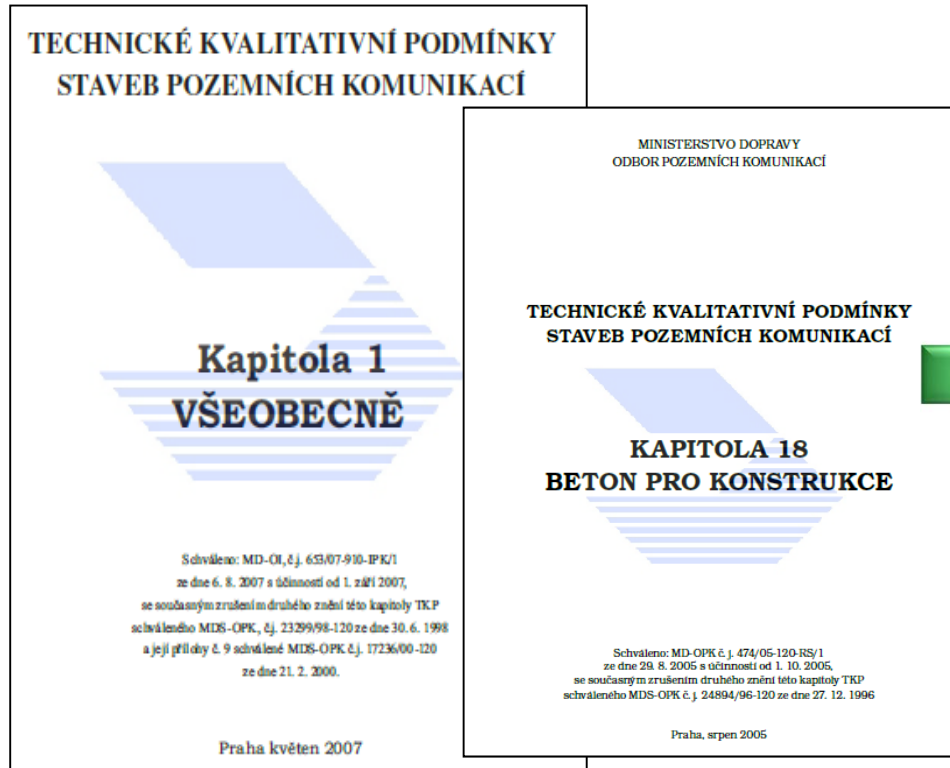 TECHNICKÉ KVALITATIVNÍ PODMÍNKY
STAVEB POZEMNÍCH KOMUNIKACÍ
Kapitola 1
VŠEOBECNĚ
Schváleno: MD-OI, č.j. 653/07-910-IPK/1
ze dne 6. 8. 2007 s účinností od 1. září 2007,
se současným zrušením druhého znění této kapitoly TKP
schváleného MDS-OPK, č.j. 23299/98-120 ze dne 30. 6. 1998
a její přílohy č. 9 schválené MDS-OPK č.j. 17236/00-120
ze dne 21. 2. 2000.
Praha květen 2007
MINISTERSTVO DOPRAVY
ODBOR POZEMNÍCH KOMUNIKACÍ
TECHNICKÉ KVALITATIVNÍ PODMÍNKY
STAVEB POZEMNÍCH KOMUNIKACÍ
KAPITOLA 18
BETON PRO KONSTRUKCE
Schváleno: MD-OPK č. j. 474/05-120-RS/1
ze dne 29. 8. 2005 s účinností od 1. 10. 2005,
se současným zrušením druhého znění této kapitoly TKP
schváleného MDS-OPK č. j. 24894/96-120 ze dne 27. 12. 1996
Praha, srpen 2005